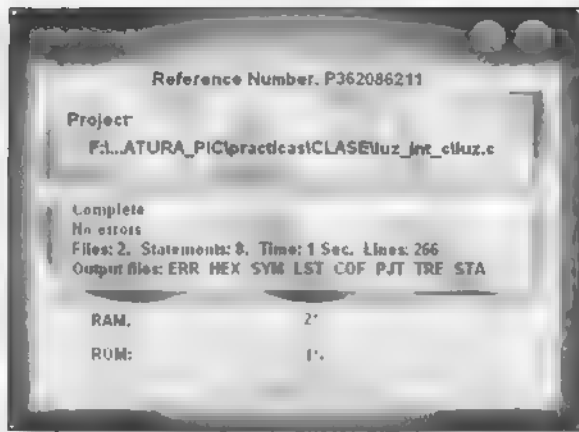 Reference Number. P362086211
Project
F:\...ATURA_PIC\practicas\CLASE\luz_int_c\luz.c
Complete
No errors
Files: 2, Statements: 8, Time: 1 Sec, Lines: 266
Output files: ERR HEX SYM LST COF PJT TRE STA
RAM:
ROM: